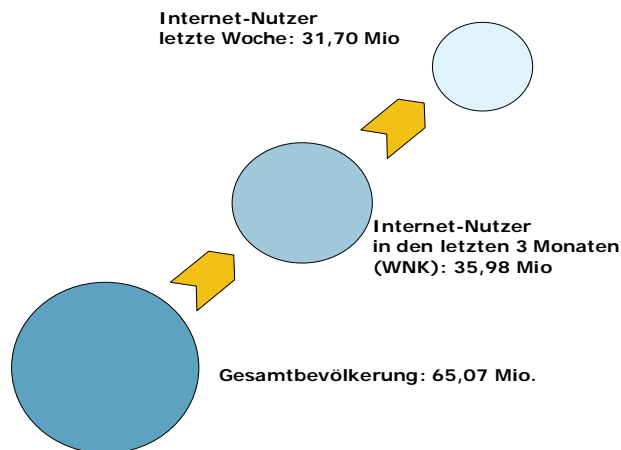 Internet-Nutzer
letzte Woche: 31,70 Mio
Internet-Nutzer
in den letzten 3 Monaten
(WNK): 35,98 Mio
Gesamtbevölkerung: 65,07 Mio.